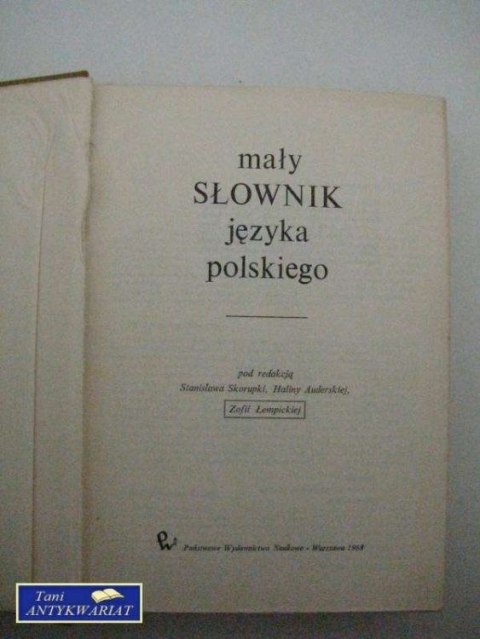 mały
SŁOWNIK
języka
polskiego
pod redakcją
Stanisława Skorupki, Haliny Auderskiej,
Zofii Łempickiej
Państwowe Wydawnictwo Naukowe - Warszawa 1968
Tani
ANTYKWARIAT